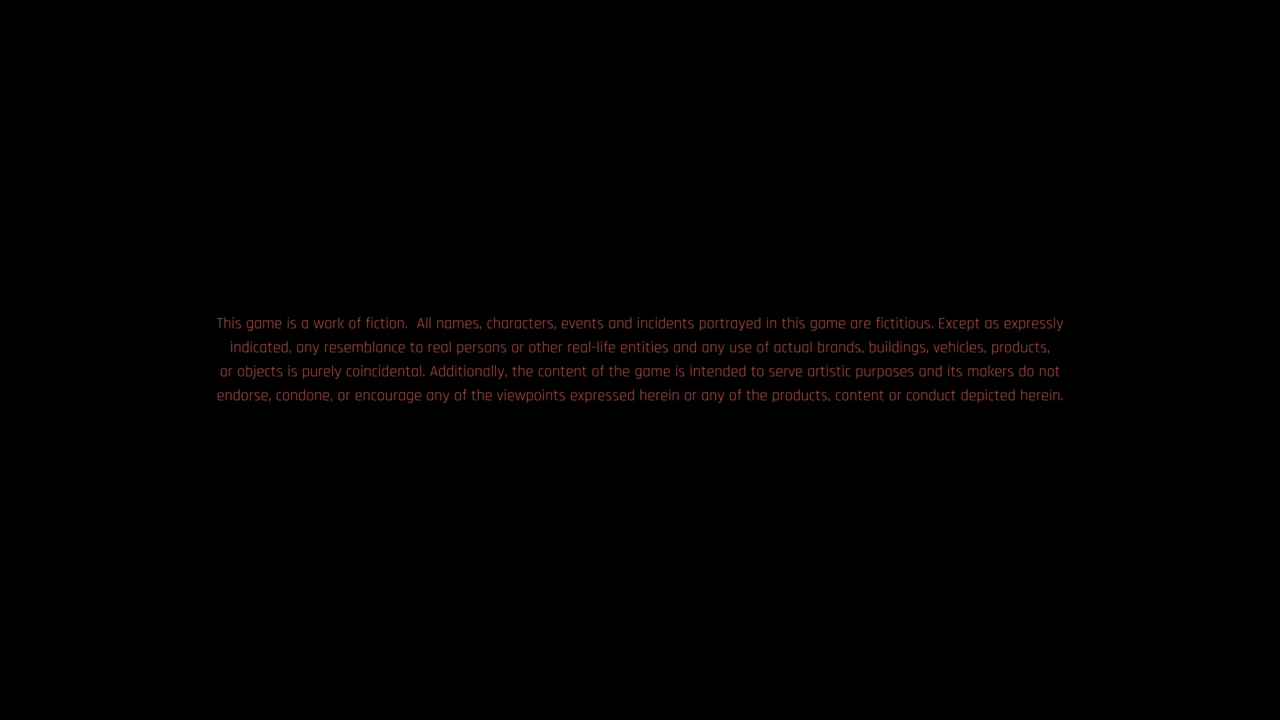 This game is a work of fiction.  All names, characters, events and incidents portrayed in this game are fictitious. Except as expressly
indicated, any resemblance to real persons or other real-life entities and any use of actual brands, buildings, vehicles, products,
or objects is purely coincidental. Additionally, the content of the game is intended to serve artistic purposes and its makers do not
endorse, condone, or encourage any of the viewpoints expressed herein or any of the products, content or conduct depicted herein.